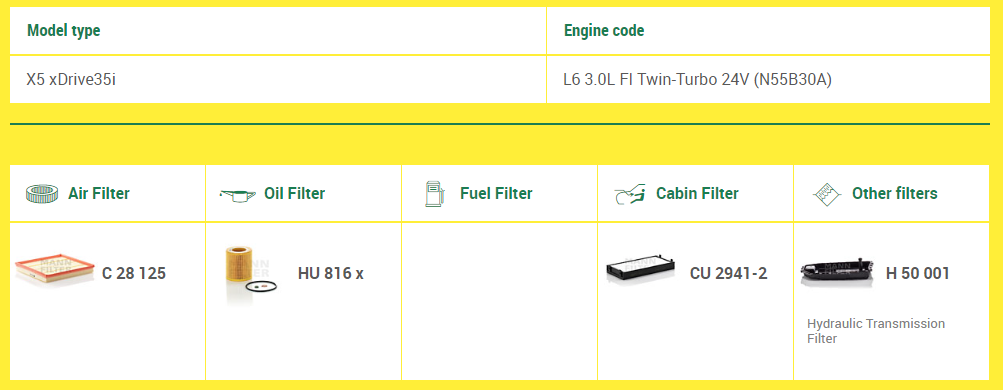 Model type
Engine code
X5 xDrive35i
L6 3.0L FI Twin-Turbo 24V (N55B30A)
Air Filter
Oil Filter
Fuel Filter
Cabin Filter
Other filters
MANN
FILTER
C 28 125
MANN
FILTER
HU 816 x
CU 2941-2
MANN
FILTER
H 50 001
Hydraulic Transmission
Filter